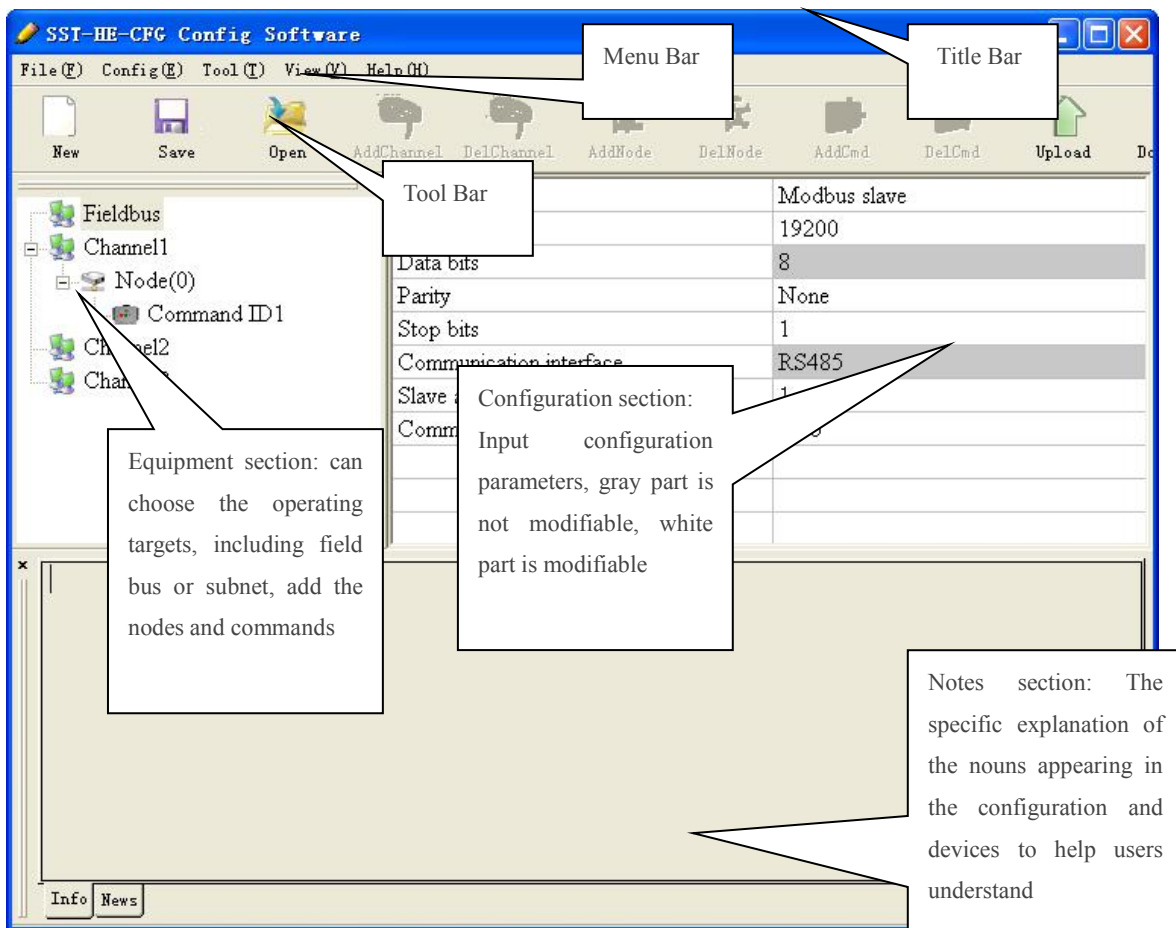 SST-HE-CFG Config Software
Title Bar
File(F) Config(E) Tool(T) View(V) Help(H)
Menu Bar
New Save Open AddChannel DelChannel AddNode DelNode AddCmd DelCmd Upload
Tool Bar
Fieldbus
Channel1
Node(0)
Command ID1
Channel2
Modbus slave
19200
Data bits 8
Parity None
Stop bits 1
Communication interface RS485
Slave
1
Configuration section:
Input configuration
parameters, gray part is
not modifiable, white
part is modifiable
Equipment section: can
choose the operating
targets, including field
bus or subnet, add the
nodes and commands
Notes section: The
specific explanation of
the nouns appearing in
the configuration and
devices to help users
understand
Info News